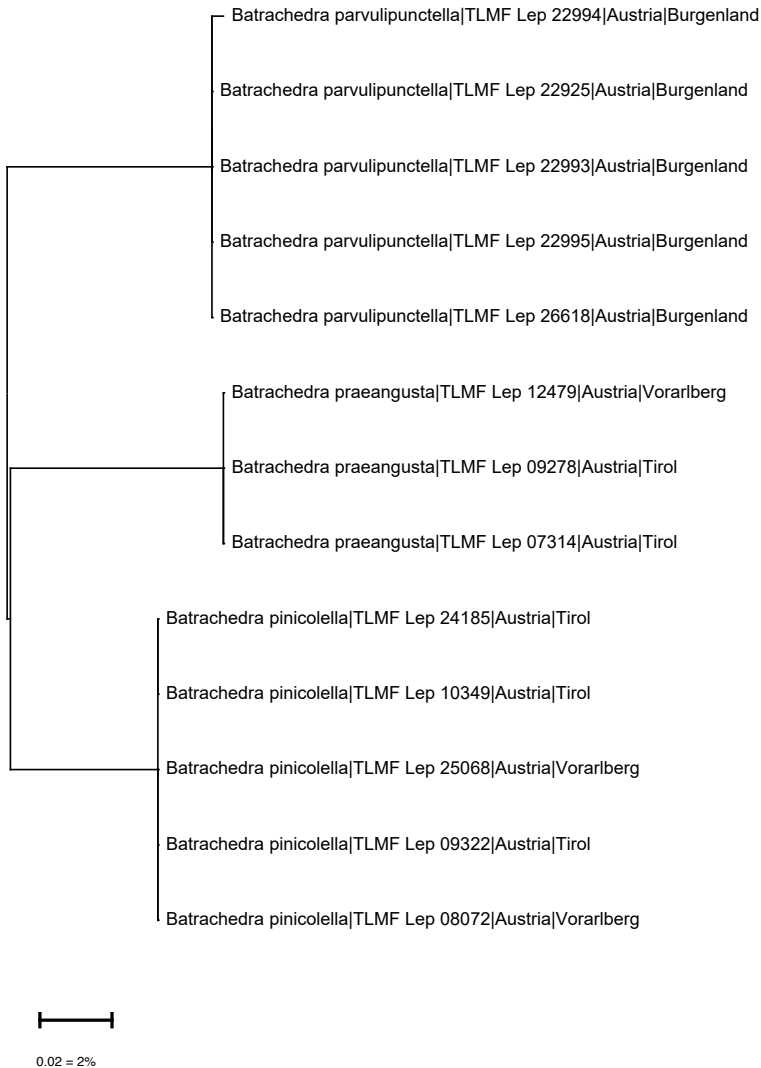 Batrachedra parvulipunctella|TLMF Lep 22994|Austria|Burgenland
Batrachedra parvulipunctella|TLMF Lep 22925|Austria|Burgenland
Batrachedra parvulipunctella|TLMF Lep 22993|Austria|Burgenland
Batrachedra parvulipunctella|TLMF Lep 22995|Austria|Burgenland
Batrachedra parvulipunctella|TLMF Lep 26618|Austria|Burgenland
Batrachedra praeangusta|TLMF Lep 12479|Austria|Vorarlberg
Batrachedra praeangusta|TLMF Lep 09278|Austria|Tirol
Batrachedra praeangusta|TLMF Lep 07314|Austria|Tirol
Batrachedra pinicolella|TLMF Lep 24185|Austria|Tirol
Batrachedra pinicolella|TLMF Lep 10349|Austria|Tirol
Batrachedra pinicolella|TLMF Lep 25068|Austria|Vorarlberg
Batrachedra pinicolella|TLMF Lep 09322|Austria|Tirol
Batrachedra pinicolella|TLMF Lep 08072|Austria|Vorarlberg
0.02 = 2%